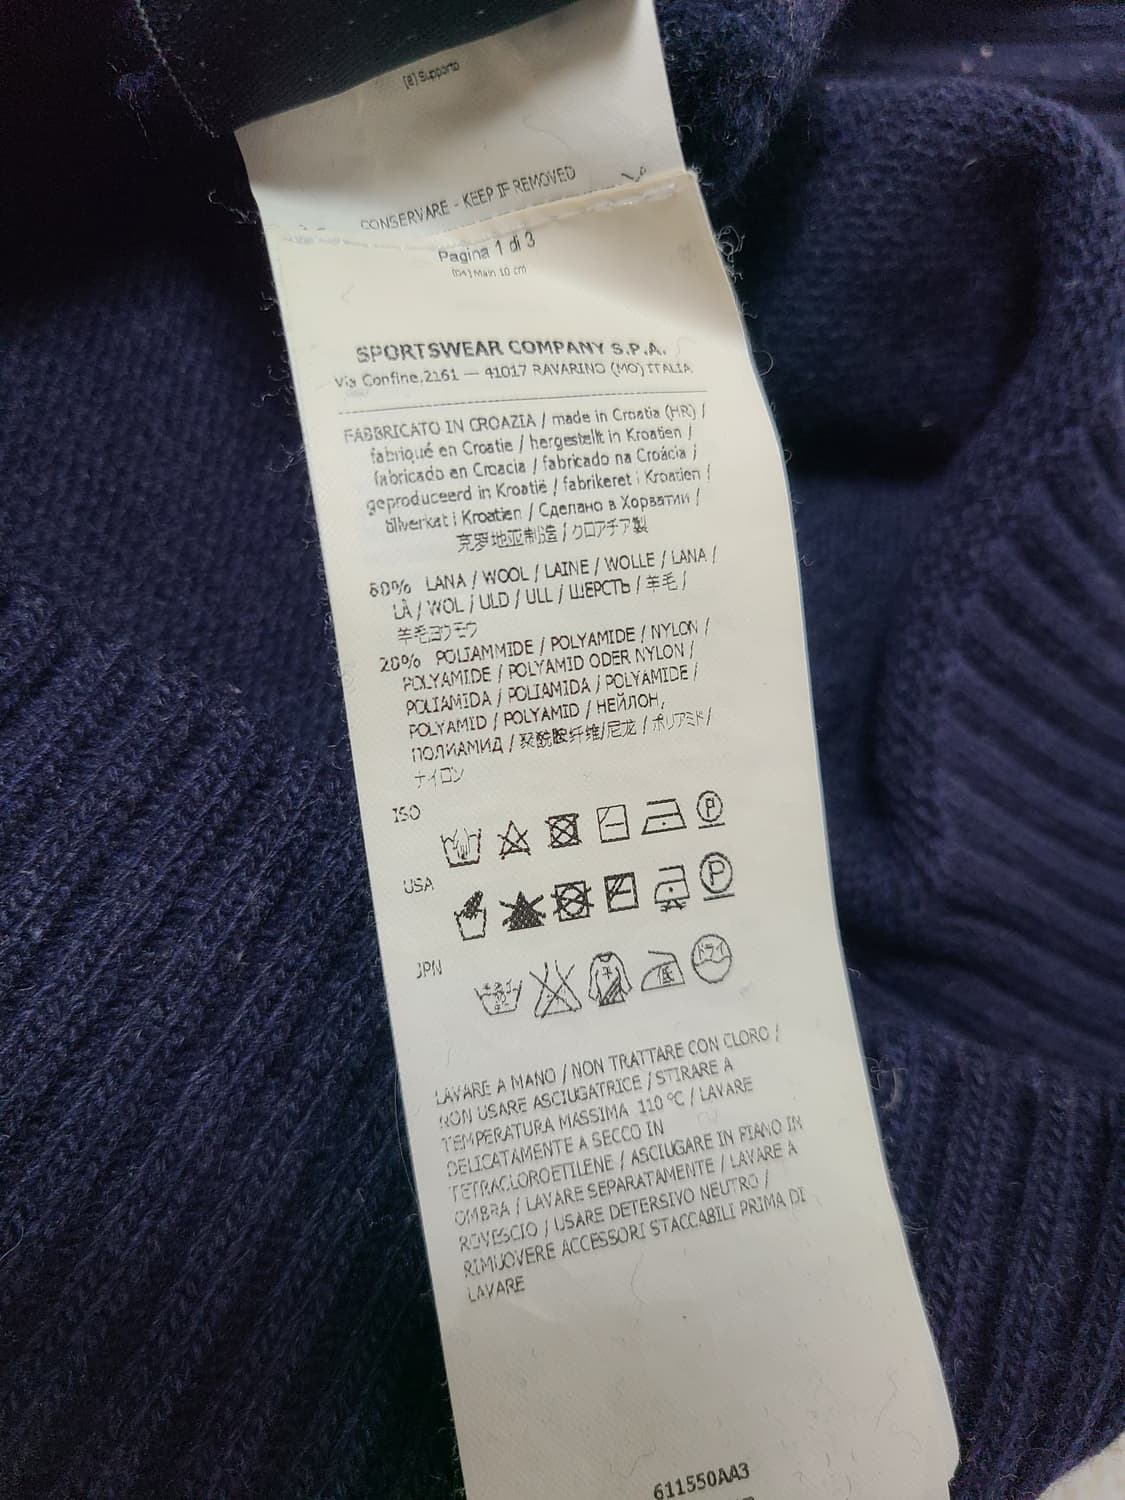 [8] Supporto
CONSERVARE - KEEP IF REMOVED
Pagina 1 di 3
[04] Main 10 cm
SPORTSWEAR COMPANY S.P.A.
Via Confine,2161 — 41017 RAVARINO (MO) ITALIA
FABBRICATO IN CROAZIA / made in Croatia (HR) /
fabriqué en Croatie / hergestellt in Kroatien /
fabricado en Croacia / fabricado na Croácia /
geproduceerd in Kroatië / fabrikeret i Kroatien /
tillverkat i Kroatien / Сделано в Хорватии /
克罗地亚制造 / クロアチア製
80% LANA / WOOL / LAINE / WOLLE / LANA /
LÃ / WOL / ULD / ULL / ШЕРСТЬ / 羊毛 /
羊毛ヨウモウ
20% POLIAMMIDE / POLYAMIDE / NYLON /
POLYAMIDE / POLYAMID ODER NYLON /
POLIAMIDA / POLIAMIDA / POLYAMIDE /
POLYAMID / POLYAMID / НЕЙЛОН,
ПОЛИАМИД / 聚酰胺纤维/尼龙 / ポリアミド/
ナイロン
ISO
P
USA
P
JPN
ドライ
LAVARE A MANO / NON TRATTARE CON CLORO /
NON USARE ASCIUGATRICE / STIRARE A
TEMPERATURA MASSIMA 110 °C / LAVARE
DELICATAMENTE A SECCO IN
TETRACLOROETILENE / ASCIUGARE IN PIANO IN
OMBRA / LAVARE SEPARATAMENTE / LAVARE A
ROVESCIO / USARE DETERSIVO NEUTRO /
RIMUOVERE ACCESSORI STACCABILI PRIMA DI
LAVARE
611550AA3